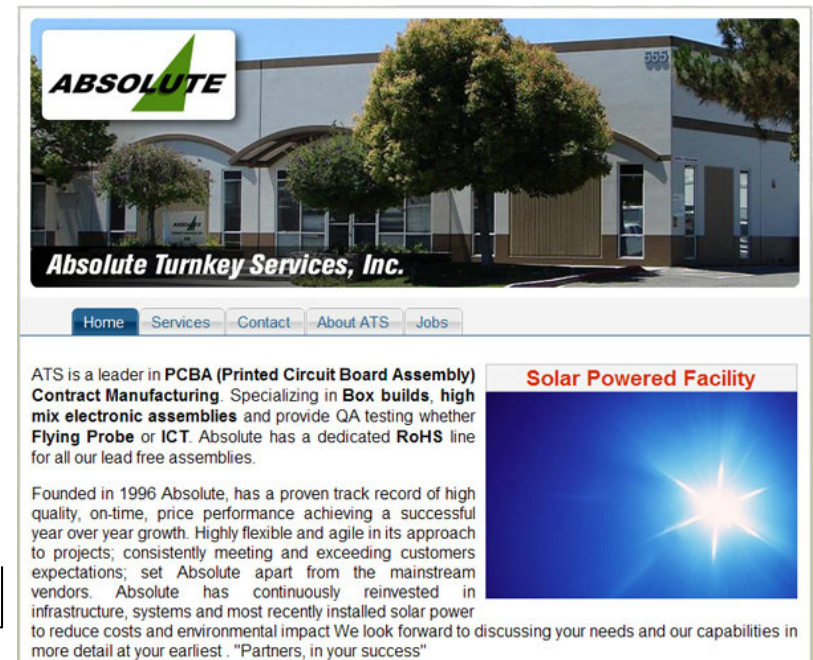 555
ABSOLUTE
ABSOLUTE
Absolute Turnkey Services, Inc.
Home Services Contact About ATS Jobs
ATS is a leader in PCBA (Printed Circuit Board Assembly)
Contract Manufacturing. Specializing in Box builds, high
mix electronic assemblies and provide QA testing whether
Flying Probe or ICT. Absolute has a dedicated RoHS line
for all our lead free assemblies.
Solar Powered Facility
Founded in 1996 Absolute, has a proven track record of high
quality, on-time, price performance achieving a successful
year over year growth. Highly flexible and agile in its approach
to projects; consistently meeting and exceeding customers
expectations; set Absolute apart from the mainstream
vendors. Absolute has continuously reinvested in
infrastructure, systems and most recently installed solar power
to reduce costs and environmental impact We look forward to discussing your needs and our capabilities in
more detail at your earliest . "Partners, in your success"